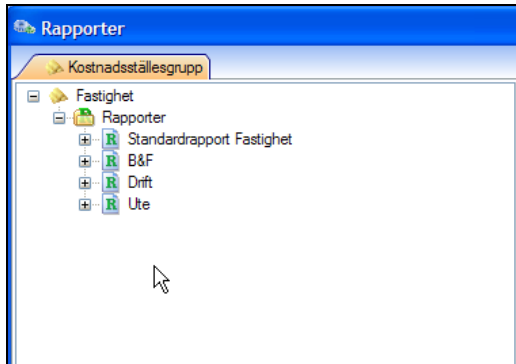 Rapporter
Kostnadsställesgrupp
Fastighet
Rapporter
R Standardrapport Fastighet
R B&F
R Drift
R Ute